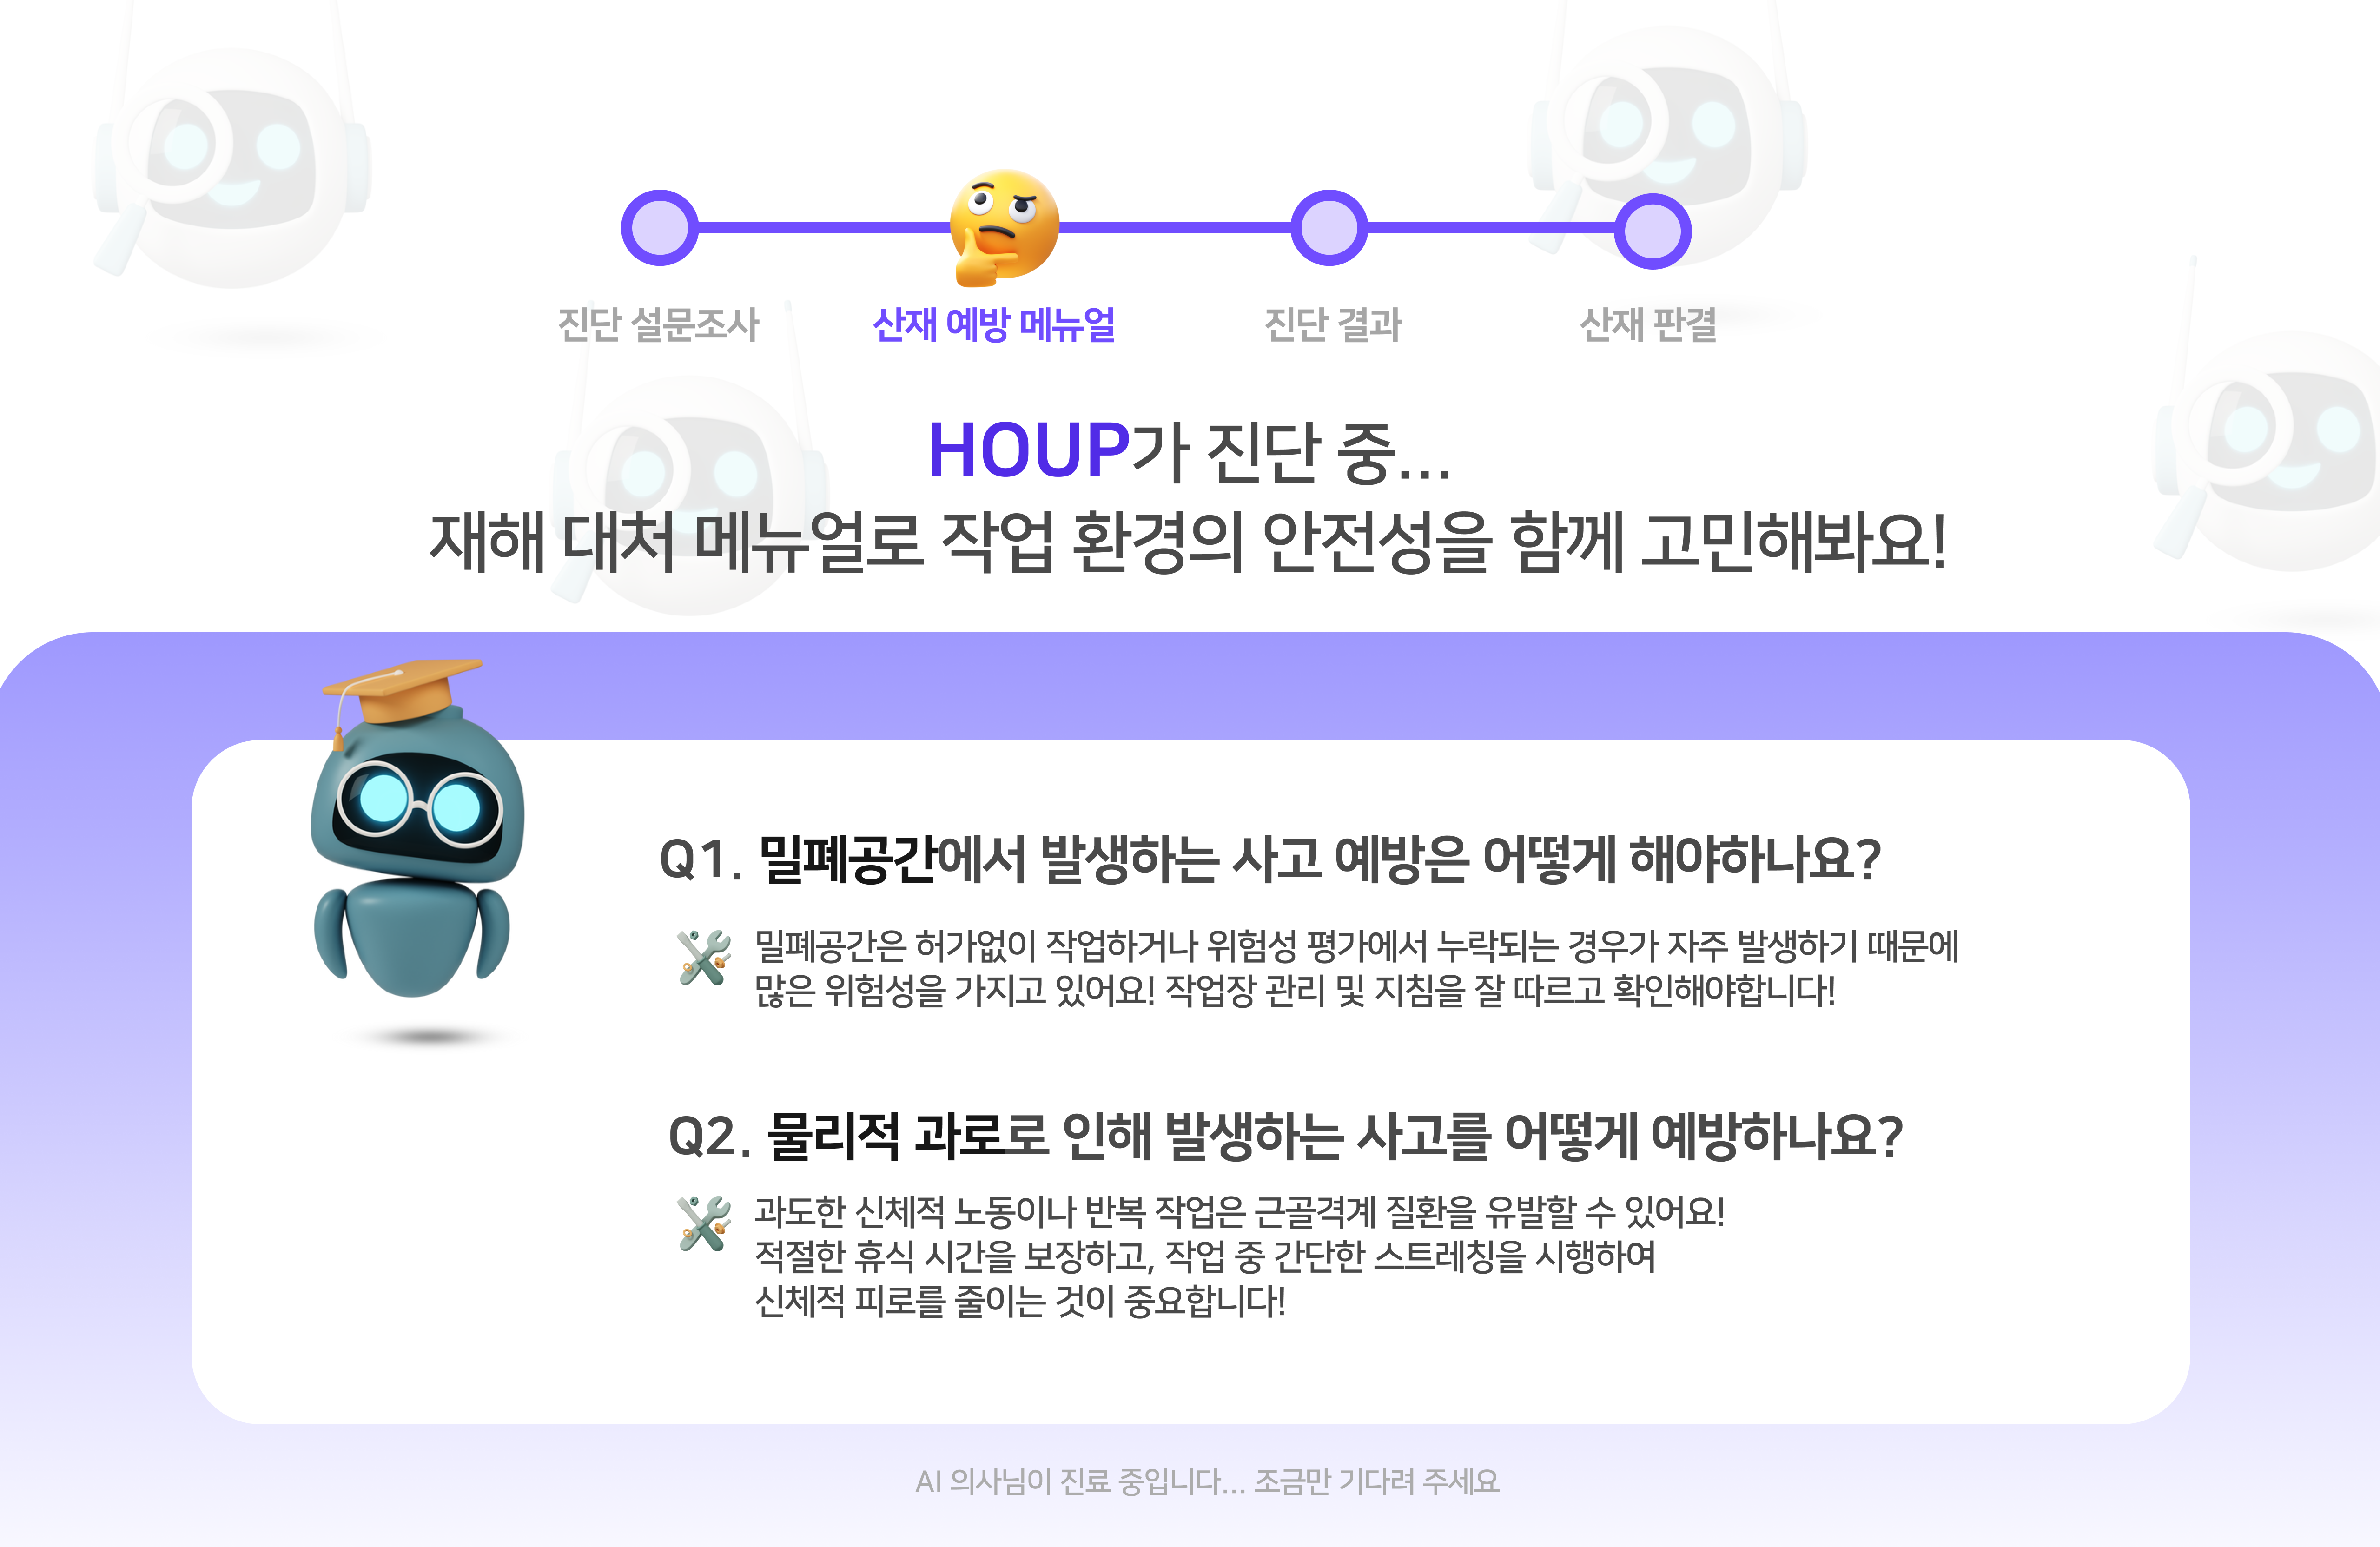 진단 설문조사
산재 예방 메뉴얼
진단 결과
산재 판결
HOUP가 진단 중...
재해 대처 메뉴얼로 작업 환경의 안전성을 함께 고민해봐요!
Q1. 밀폐공간에서 발생하는 사고 예방은 어떻게 해야하나요?
밀폐공간은 허가없이 작업하거나 위험성 평가에서 누락되는 경우가 자주 발생하기 때문에
많은 위험성을 가지고 있어요! 작업장 관리 및 지침을 잘 따르고 확인해야합니다!
Q2. 물리적 과로로 인해 발생하는 사고를 어떻게 예방하나요?
과도한 신체적 노동이나 반복 작업은 근골격계 질환을 유발할 수 있어요!
적절한 휴식 시간을 보장하고, 작업 중 간단한 스트레칭을 시행하여
신체적 피로를 줄이는 것이 중요합니다!
AI 의사님이 진료 중입니다... 조금만 기다려 주세요